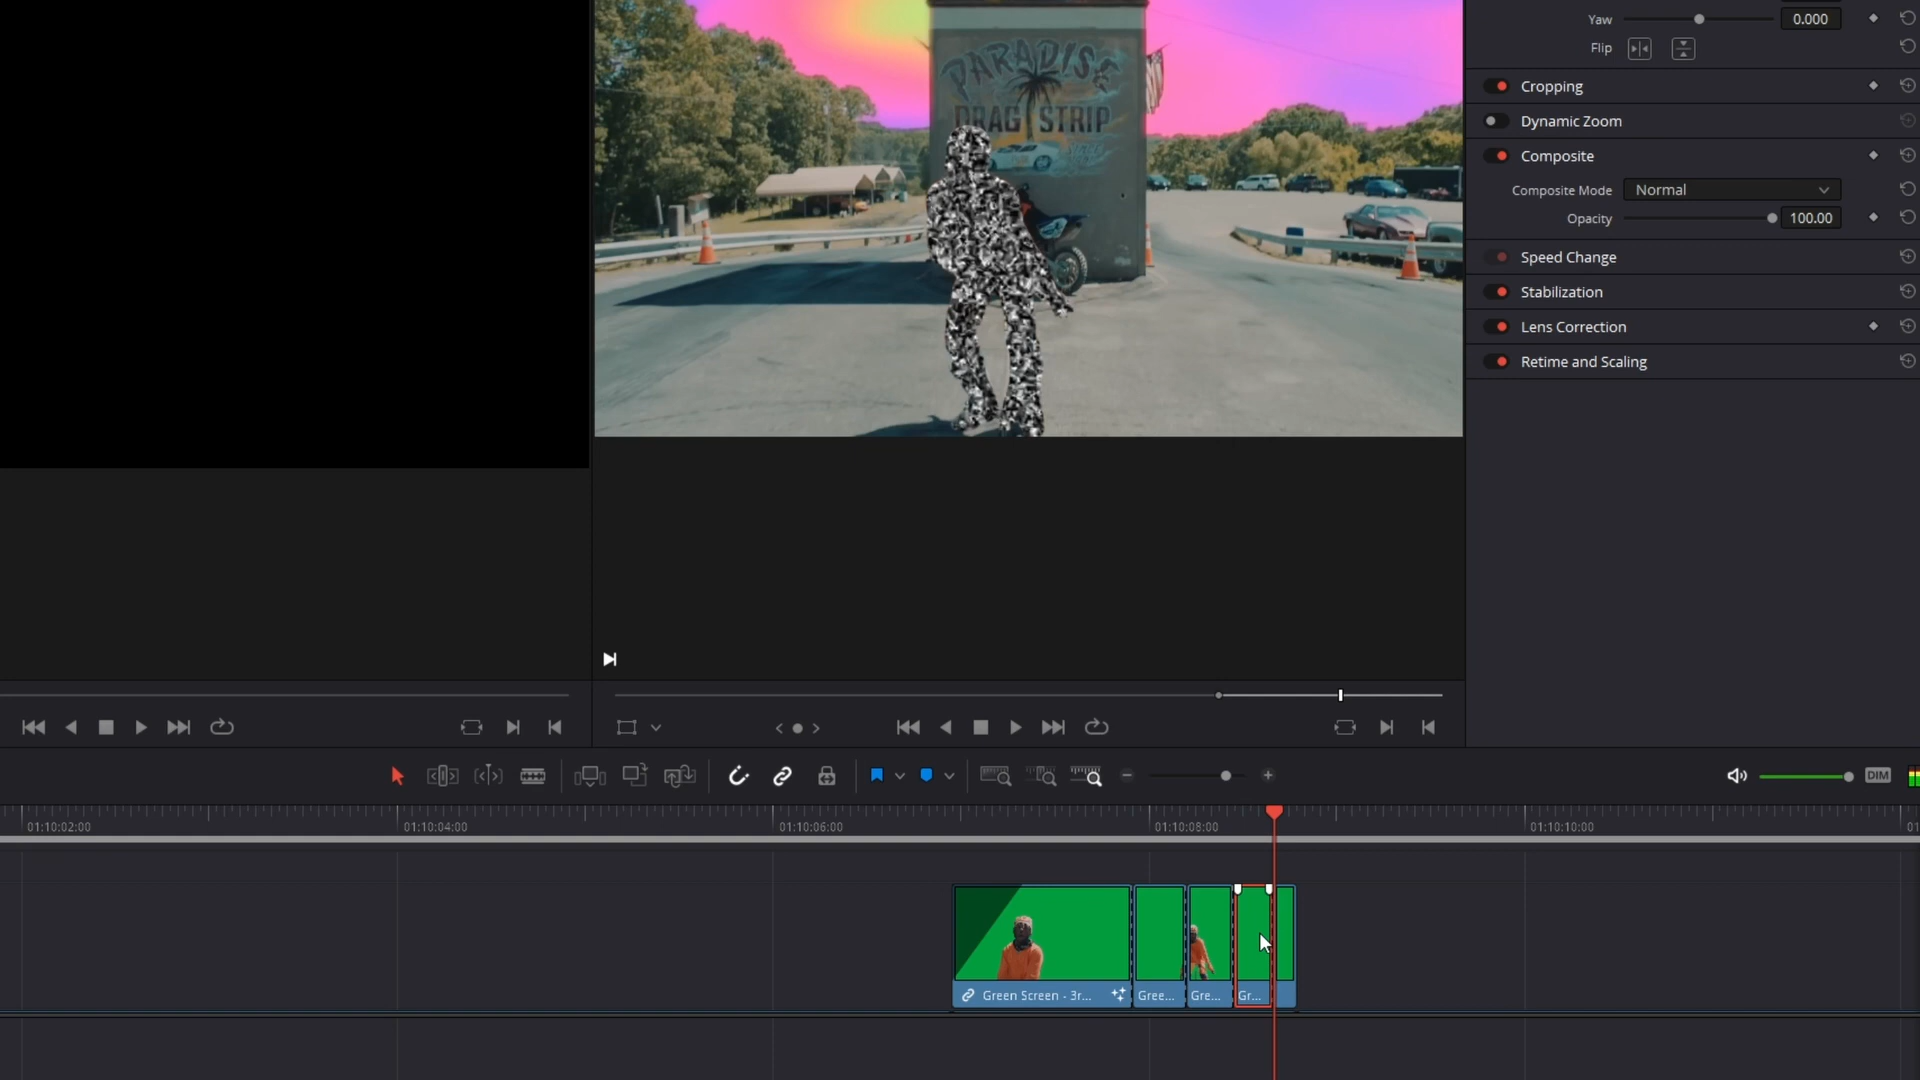 Yaw
0.000
Flip
Cropping
Dynamic Zoom
Composite
Composite Mode
Normal
Opacity
100.00
Speed Change
Stabilization
Lens Correction
Retime and Scaling
PARADISE
DRAG STRIP
DIM
01:10:02:00
01:10:04:00
01:10:06:00
01:10:08:00
01:10:10:00
Green Screen - 3r...
Gree...
Gre...
Gr...